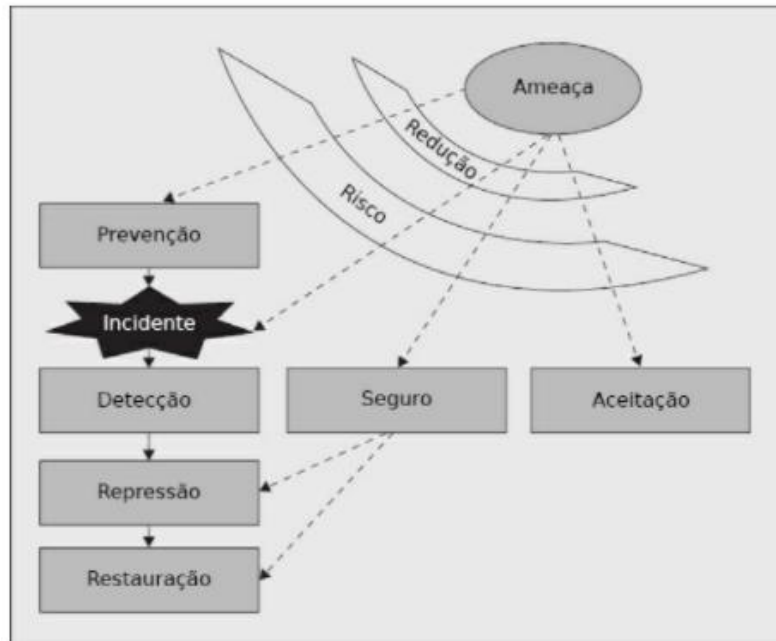 Ameaça
Redução
Risco
Prevenção
Incidente
Detecção
Seguro
Aceitação
Repressão
Restauração